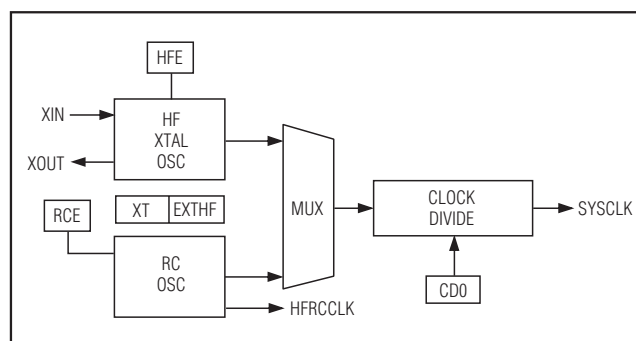 HFE
XIN
HF
XTAL
OSC
XOUT
XT
EXTHF
RCE
RC
OSC
HFRCCLK
MUX
CLOCK
DIVIDE
SYSCLK
CD0